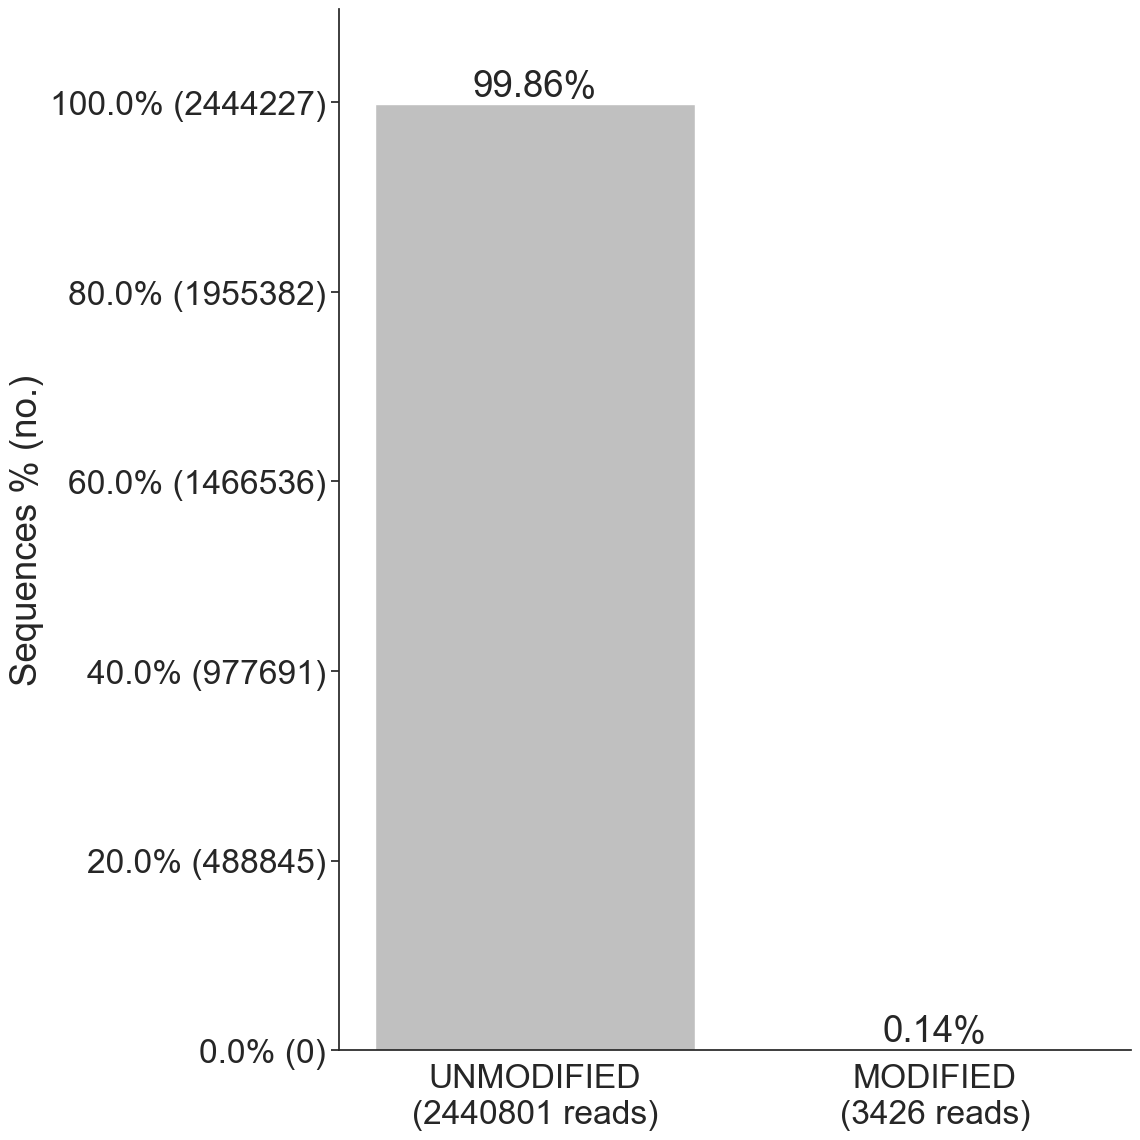 Sequences % (no.)
100.0% (2444227)
80.0% (1955382)
60.0% (1466536)
40.0% (977691)
20.0% (488845)
0.0% (0)
99.86%
0.14%
UNMODIFIED
(2440801 reads)
MODIFIED
(3426 reads)